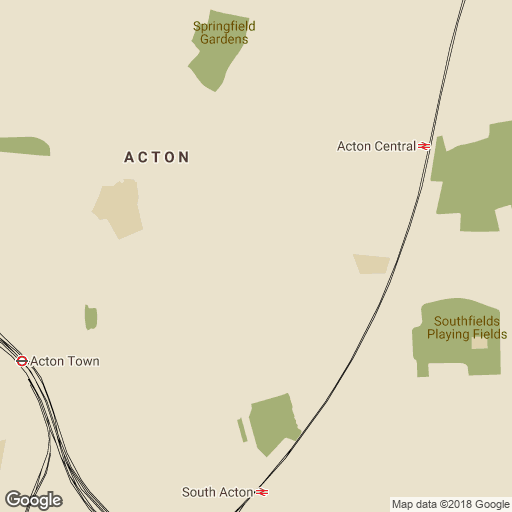 Springfield
Gardens
Acton Central
ACTON
Southfields
Playing Fields
Acton Town
South Acton
Google
Map data ©2018 Google